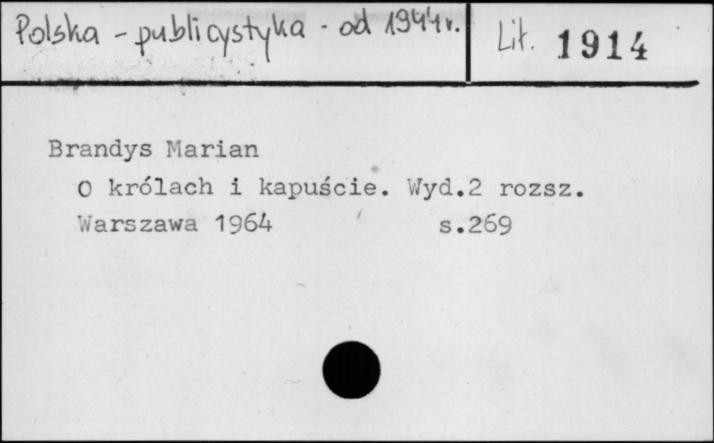 Polska - publicystyka - od 1944r.
Lit. 1914
Brandys Marian
O królach i kapuście. Wyd.2 rozsz.
Warszawa 1964 s.269